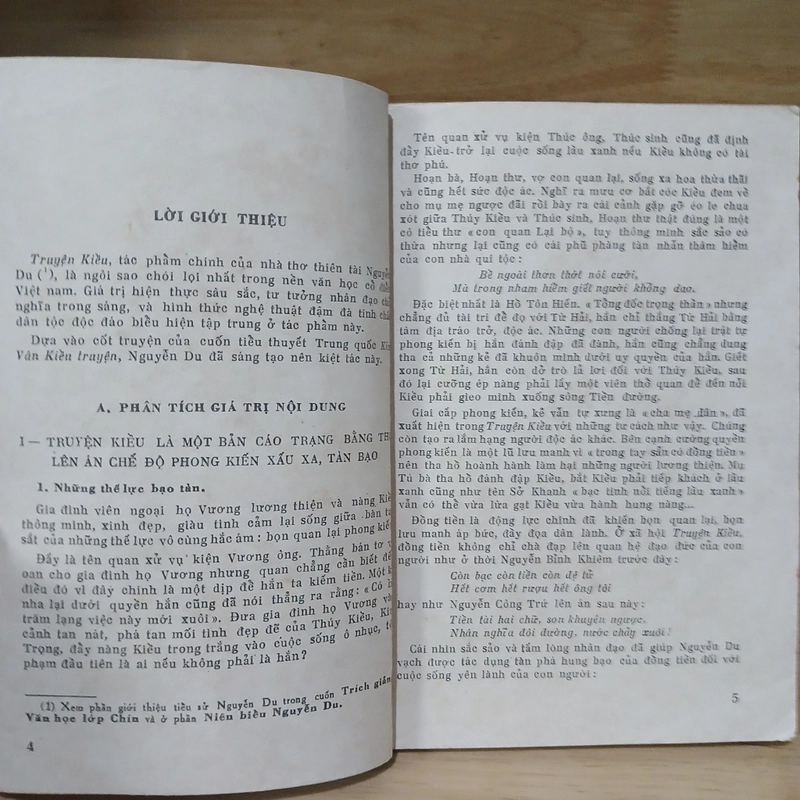 LỜI GIỚI THIỆU
Truyện Kiều, tác phẩm chính của nhà thơ thiên tài Nguyễn
Du (¹), là ngôi sao chói lọi nhất trong nền văn học cổ
Việt nam. Giá trị hiện thực sâu sắc, tư tưởng nhân đạo
nghĩa trong sáng, và hình thức nghệ thuật đậm đà tính
dân tộc độc đáo biểu hiện tập trung ở tác phẩm này.
Dựa vào cốt truyện của cuốn tiểu thuyết Trung quốc Kim
Vân Kiều truyện, Nguyễn Du đã sáng tạo nên kiệt tác này.
A. PHÂN TÍCH GIÁ TRỊ NỘI DUNG
I — TRUYỆN KIỀU LÀ MỘT BẢN CÁO TRẠNG BẰNG
LÊN ÁN CHẾ ĐỘ PHONG KIẾN XẤU XA, TÀN BẠO
1. Những thế lực bạo tàn.
Gia đình viên ngoại họ Vương lương thiện và nàng Kiều
thông minh, xinh đẹp, giàu tình cảm lại sống giữa bàn
sắt của những thế lực vô cùng hắc ám : bọn quan lại phong kiến
Đấy là tên quan xử vụ kiện Vương ông. Thằng bán tơ
oan cho gia đình họ Vương nhưng quan chẳng cần biết
điều đó vì đây chính là một dịp để hắn ta kiếm tiền. Một
nha lại dưới quyền hắn cũng đã nói thẳng ra rằng : « Có
trăm lạng việc này mới xuôi ». Đưa gia đình họ Vương
cảnh tan nát, phá tan mối tình đẹp đẽ của Thúy Kiều, Kim
Trọng, đẩy nàng Kiều trong trắng vào cuộc sống ô nhục,
phạm đầu tiên là ai nếu không phải là hắn ?
(1) Xem phần giới thiệu tiểu sử Nguyễn Du trong cuốn Trích giảng
Văn học lớp Chín và ở phần Niên biểu Nguyễn Du.
4
Tên quan xử vụ kiện Thúc ông, Thúc sinh cũng đã định
đẩy Kiều trở lại cuộc sống lầu xanh nếu Kiều không có tài
thơ phú.
Hoạn bà, Hoạn thư, vợ con quan lại, sống xa hoa thừa thãi
và cũng hết sức độc ác. Nghĩ ra mưu cơ bắt cóc Kiều đem về
cho mụ mẹ ngược đãi rồi bày ra cái cảnh gặp gỡ éo le chua
xót giữa Thúy Kiều và Thúc sinh, Hoạn thư thật đúng là một
cô tiểu thư « con quan Lại bộ », tuy thông minh sắc sảo có
thừa nhưng lại cũng có cái phũ phàng tàn nhẫn thâm hiểm
của con nhà quí tộc :
Bề ngoài thơn thớt nói cười,
Mà trong nham hiểm giết người không dao.
Đặc biệt nhất là Hồ Tôn Hiến. « Tổng đốc trọng thần » nhưng
chẳng đủ tài trí để đọ với Từ Hải, hắn chỉ thắng Từ Hải bằng
tâm địa tráo trở, độc ác. Những con người chống lại trật tự
phong kiến bị hắn đánh đập đã đành, hắn cũng chẳng dung
tha cả những kẻ đã khuôn mình dưới uy quyền của hắn. Giết
xong Từ Hải, hắn còn dở trò lả lơi đối với Thúy Kiều, sau
đó lại cưỡng ép nàng phải lấy một viên thổ quan để đến nỗi
Kiều phải gieo mình xuống sông Tiền đường.
Giai cấp phong kiến, kẻ vẫn tự xưng là « cha mẹ dân », đã
xuất hiện trong Truyện Kiều với những tư cách như vậy. Chúng
còn tạo ra lắm hạng người độc ác khác. Bên cạnh cường quyền
phong kiến là một lũ lưu manh vì « trong tay sẵn có đồng tiền »
nên tha hồ hoành hành làm hại những người lương thiện. Mụ
Tú bà tha hồ đánh đập Kiều, bắt Kiều phải tiếp khách ở lầu
xanh cũng như tên Sở Khanh « bạc tình nổi tiếng lầu xanh »
vẫn có thể vừa lừa gạt Kiều vừa hành hung nàng...
Đồng tiền là động lực chính đã khiến bọn quan lại, bọn
lưu manh áp bức, đày đọa dân lành. Ở xã hội Truyện Kiều,
đồng tiền không chỉ chà đạp lên quan hệ đạo đức của con
người như ở thời Nguyễn Bỉnh Khiêm trước đây :
Còn bạc còn tiền còn đệ tử
Hết cơm hết rượu hết ông tôi
hay như Nguyễn Công Trứ lên án sau này :
Tiền tài hai chữ, son khuyên ngược,
Nhân nghĩa đôi đường, nước chảy xuôi !
Cái nhìn sắc sảo và tấm lòng nhân đạo đã giúp Nguyễn Du
vạch được tác dụng tàn phá hung bạo của đồng tiền đối với
cuộc sống yên lành của con người :
5